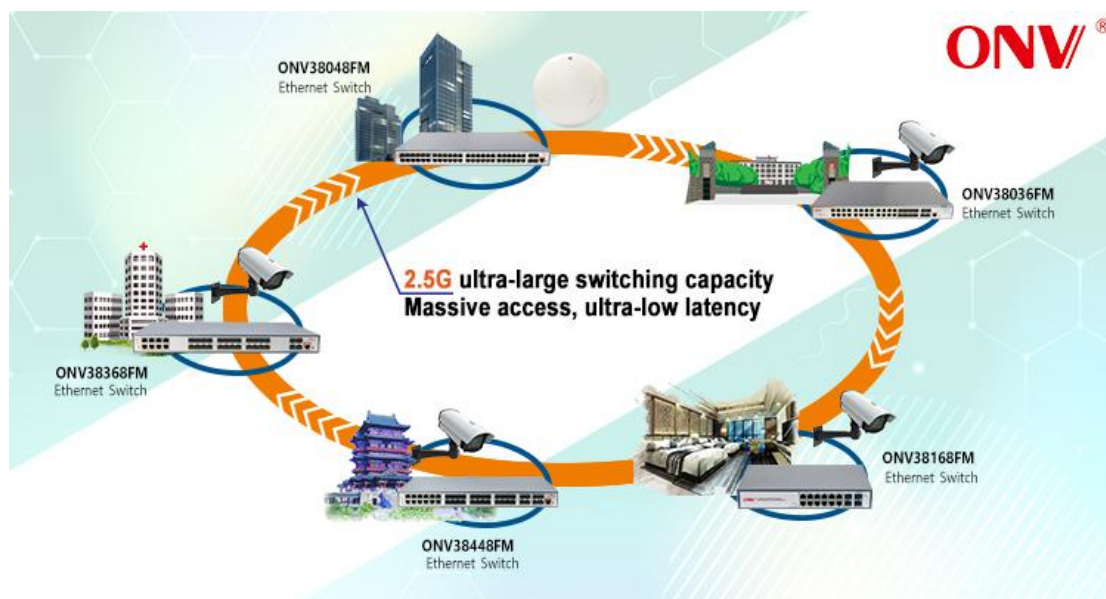 ONV®
ONV38048FM
Ethernet Switch
ONV38036FM
Ethernet Switch
2.5G ultra-large switching capacity
Massive access, ultra-low latency
ONV38368FM
Ethernet Switch
ONV38168FM
Ethernet Switch
ONV
ONV38448FM
Ethernet Switch